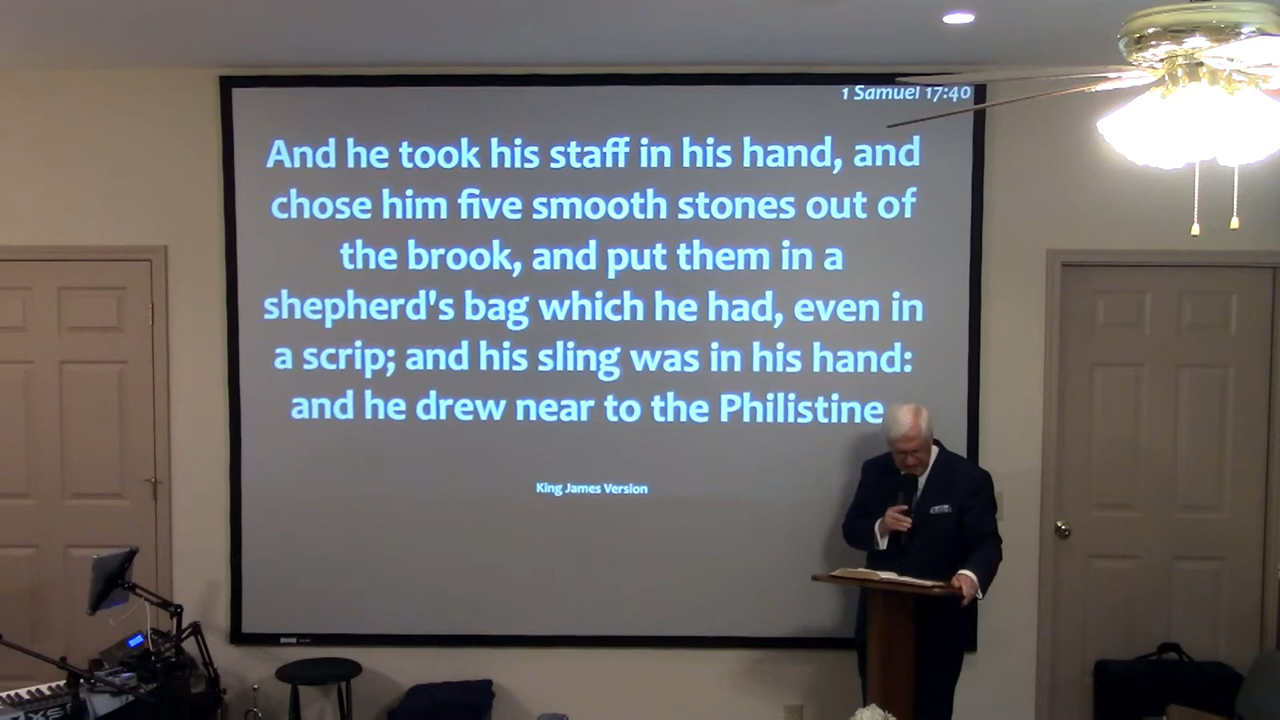 1 Samuel 17:40
And he took his staff in his hand, and
chose him five smooth stones out of
the brook, and put them in a
shepherd's bag which he had, even in
a scrip; and his sling was in his hand:
and he drew near to the Philistine
King James Version